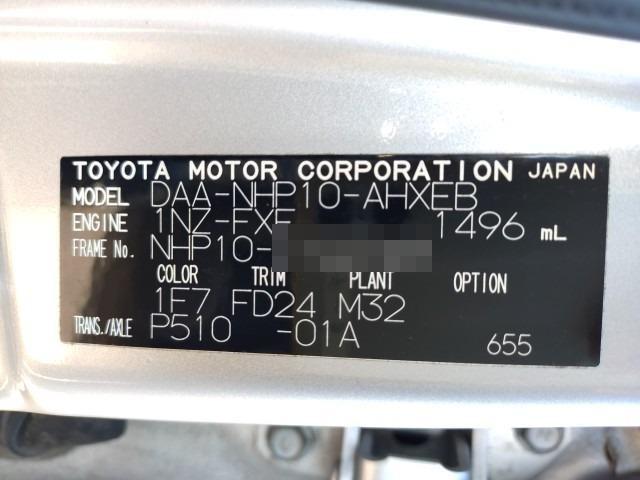 TOYOTA MOTOR CORPORATION JAPAN
MODEL DAA-NHP10-AHXEB
ENGINE 1NZ-FXE 1496 mL
FRAME No. NHP10-
COLOR TRIM PLANT OPTION
1F7 FD24 M32
TRANS./AXLE P510 -01A
655